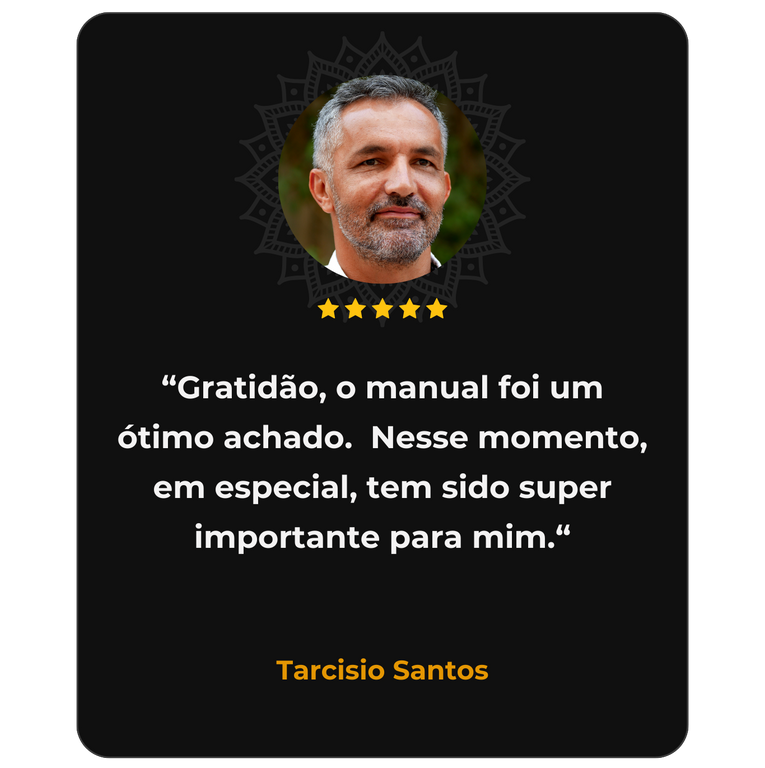 “Gratidão, o manual foi um
ótimo achado.  Nesse momento,
em especial, tem sido super
importante para mim.“
Tarcisio Santos